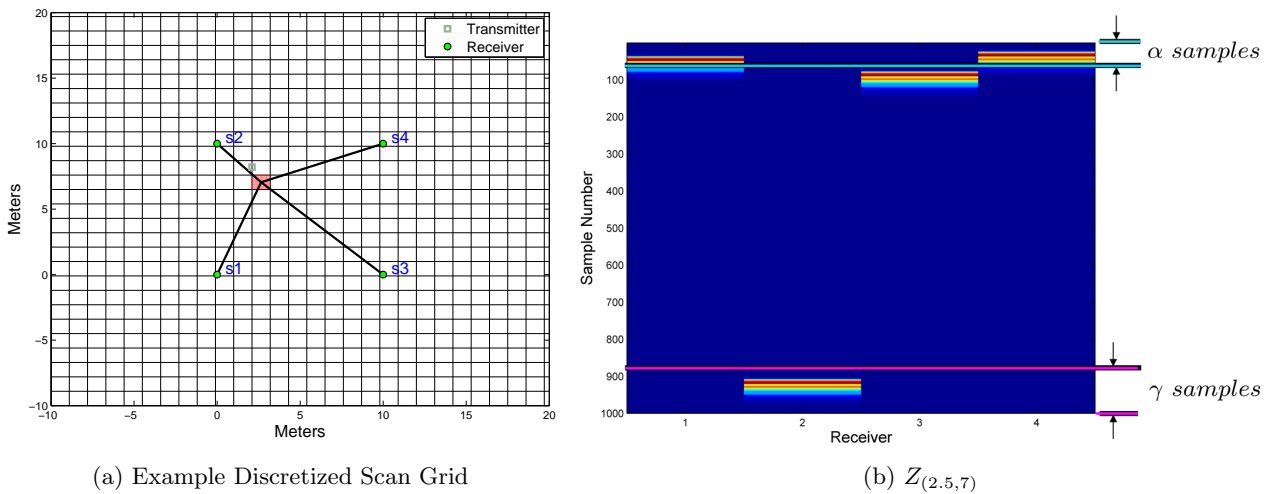 20
15
10
5
0
−5
−10
−10
−5
0
5
10
15
20
Meters
Meters
Transmitter
Receiver
s2
s4
s1
s3
(a) Example Discretized Scan Grid
100
200
300
400
500
600
700
800
900
1000
1
2
3
4
Sample Number
Receiver
α samples
γ samples
(b) Z(2.5,7)